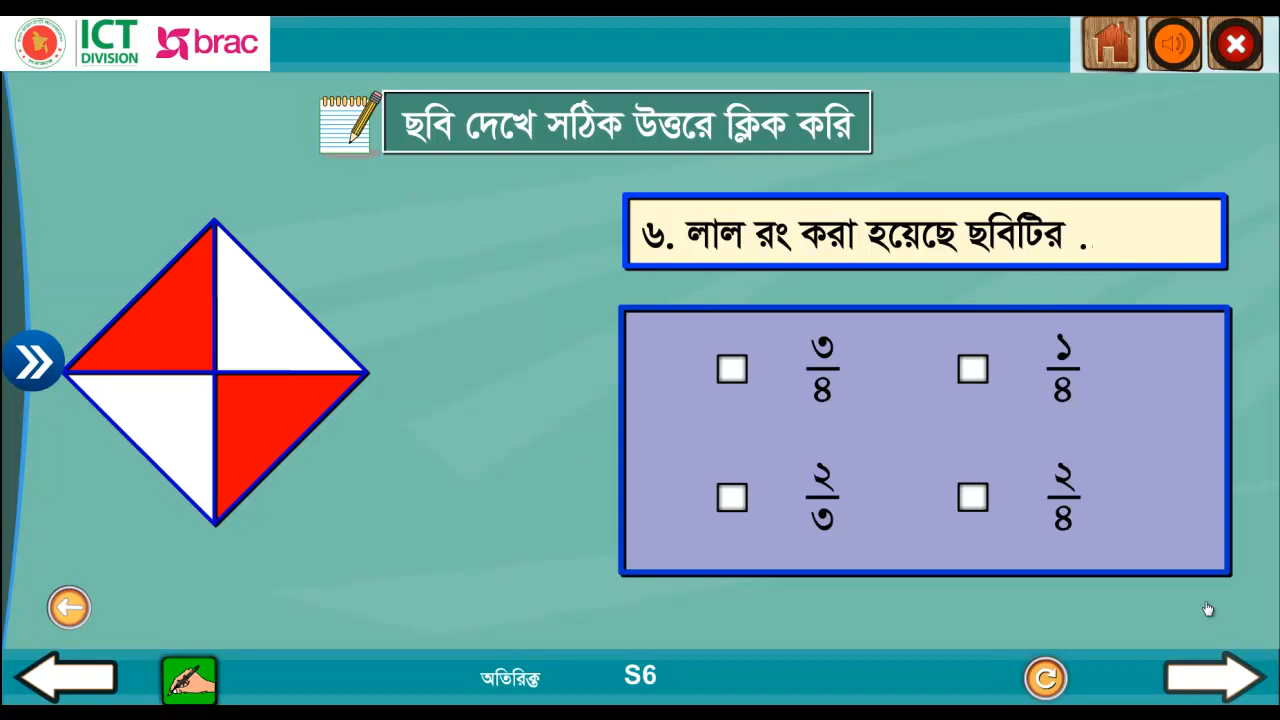 ICT
DIVISION
brac
ছবি দেখে সঠিক উত্তরে ক্লিক করি
৬. লাল রং করা হয়েছে ছবিটির .
৩/৪
১/৪
২/৩
২/৪
অতিরিক্ত
S6